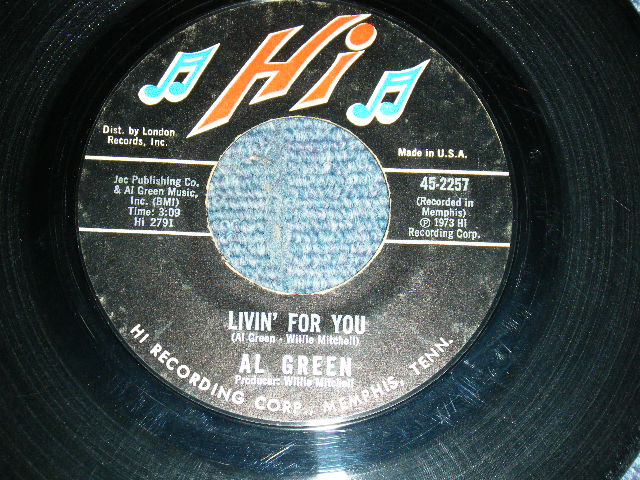 Hi
Dist. by London
Records, Inc.
Made in U.S.A.
Jec Publishing Co.
& Al Green Music,
Inc. (BMI)
Time: 3:09
Hi 2791
45-2257
(Recorded in
Memphis)
℗ 1973 Hi
Recording Corp.
LIVIN' FOR YOU
(Al Green - Willie Mitchell)
AL GREEN
Producer: Willie Mitchell
HI RECORDING CORP., MEMPHIS, TENN.